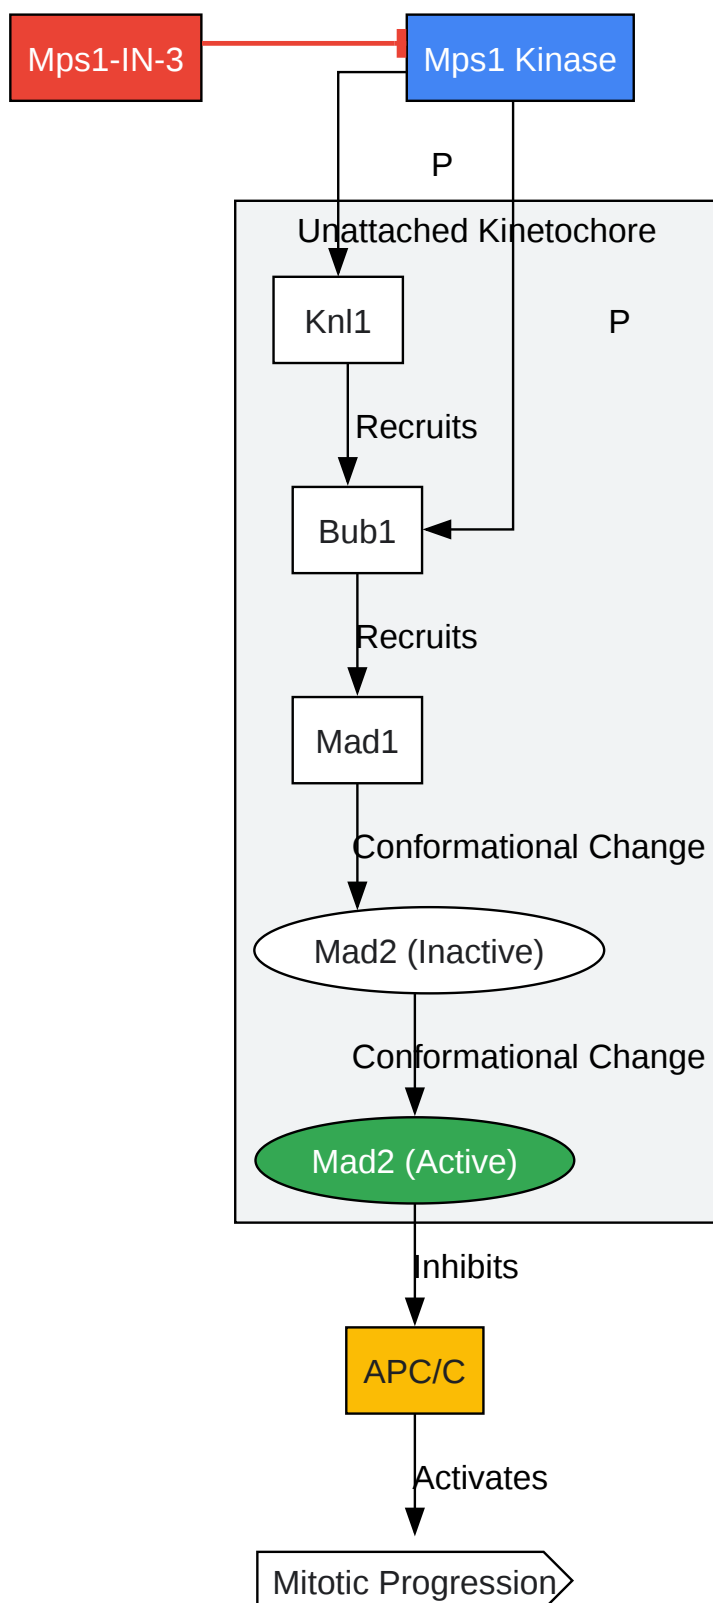 Mps1-IN-3
Mps1 Kinase
P
Unattached Kinetochore
Knl1
P
Recruits
Bub1
Recruits
Mad1
Conformational Change
Mad2 (Inactive)
Conformational Change
Mad2 (Active)
Inhibits
APC/C
Activates
Mitotic Progression